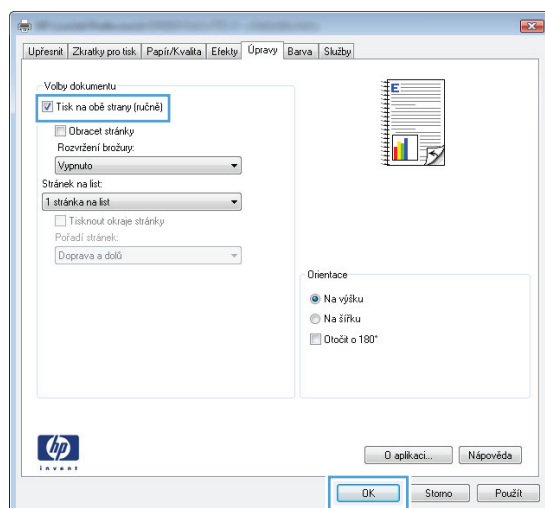 Upřesnit Zkratky pro tisk Papír/Kvalita Efekty Úpravy Barva Služby
Volby dokumentu
Tisk na obě strany (ručně)
Obracet stránky
Rozvržení brožury:
Vypnuto
Stránek na list:
1 stránka na list
Tisknout okraje stránky
Pořadí stránek:
Doprava a dolů
E
Orientace
Na výšku
Na šířku
Otočit o 180°
hp
invent
O aplikaci... Nápověda
OK Storno Použít